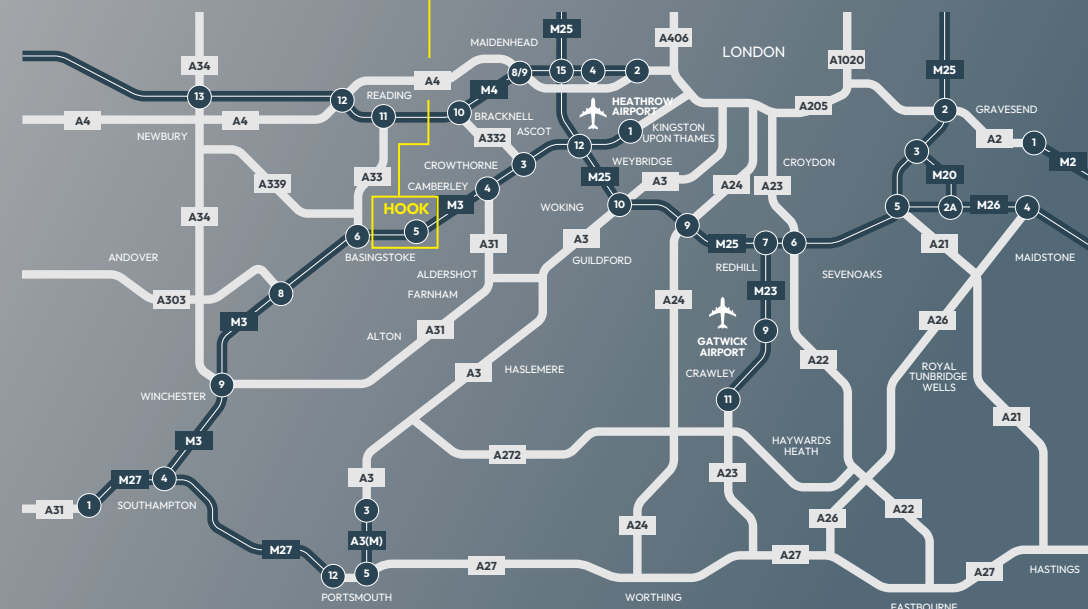 M25
A406
MAIDENHEAD
LONDON
A34
A1020
8/9
15
4
2
M25
A4
READING
M4
13
12
HEATHROW
AIRPORT
A205
2
GRAVESEND
A4
A4
11
10
BRACKNELL
KINGSTON
UPON THAMES
1
NEWBURY
A332
ASCOT
12
A2
1
M2
CROWTHORNE
3
WEYBRIDGE
CROYDON
3
A339
A33
CAMBERLEY
4
M25
A3
A24
A23
M20
HOOK
M3
WOKING
10
5
2A
M26
4
A34
6
5
9
M25
7
6
A31
A3
A21
BASINGSTOKE
GUILDFORD
REDHILL
SEVENOAKS
MAIDSTONE
ANDOVER
ALDERSHOT
FARNHAM
8
M23
A303
A24
M3
A31
ALTON
9
GATWICK
AIRPORT
A26
A3
HASLEMERE
CRAWLEY
A22
ROYAL
TUNBRIDGE
WELLS
9
WINCHESTER
11
A21
M3
HAYWARDS
HEATH
A272
M27
4
A3
A23
SOUTHAMPTON
A31
1
3
A24
A26
A22
A3(M)
M27
12
5
A27
A27
A27
HASTINGS
PORTSMOUTH
WORTHING
EASTBOURNE